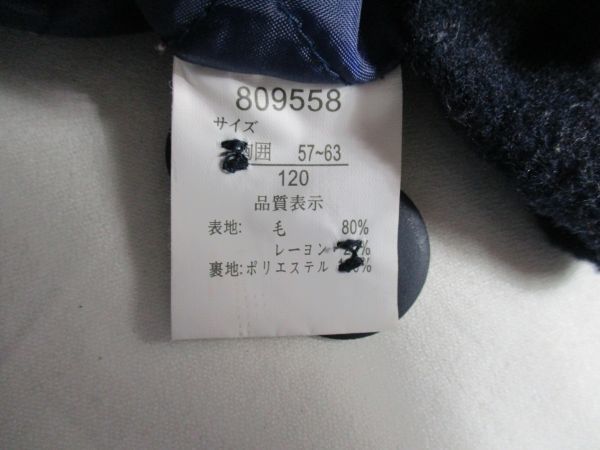 809558
サイズ
囲 57~63
120
品質表示
表地: 毛 80%
レーヨン
裏地:ポリエステル